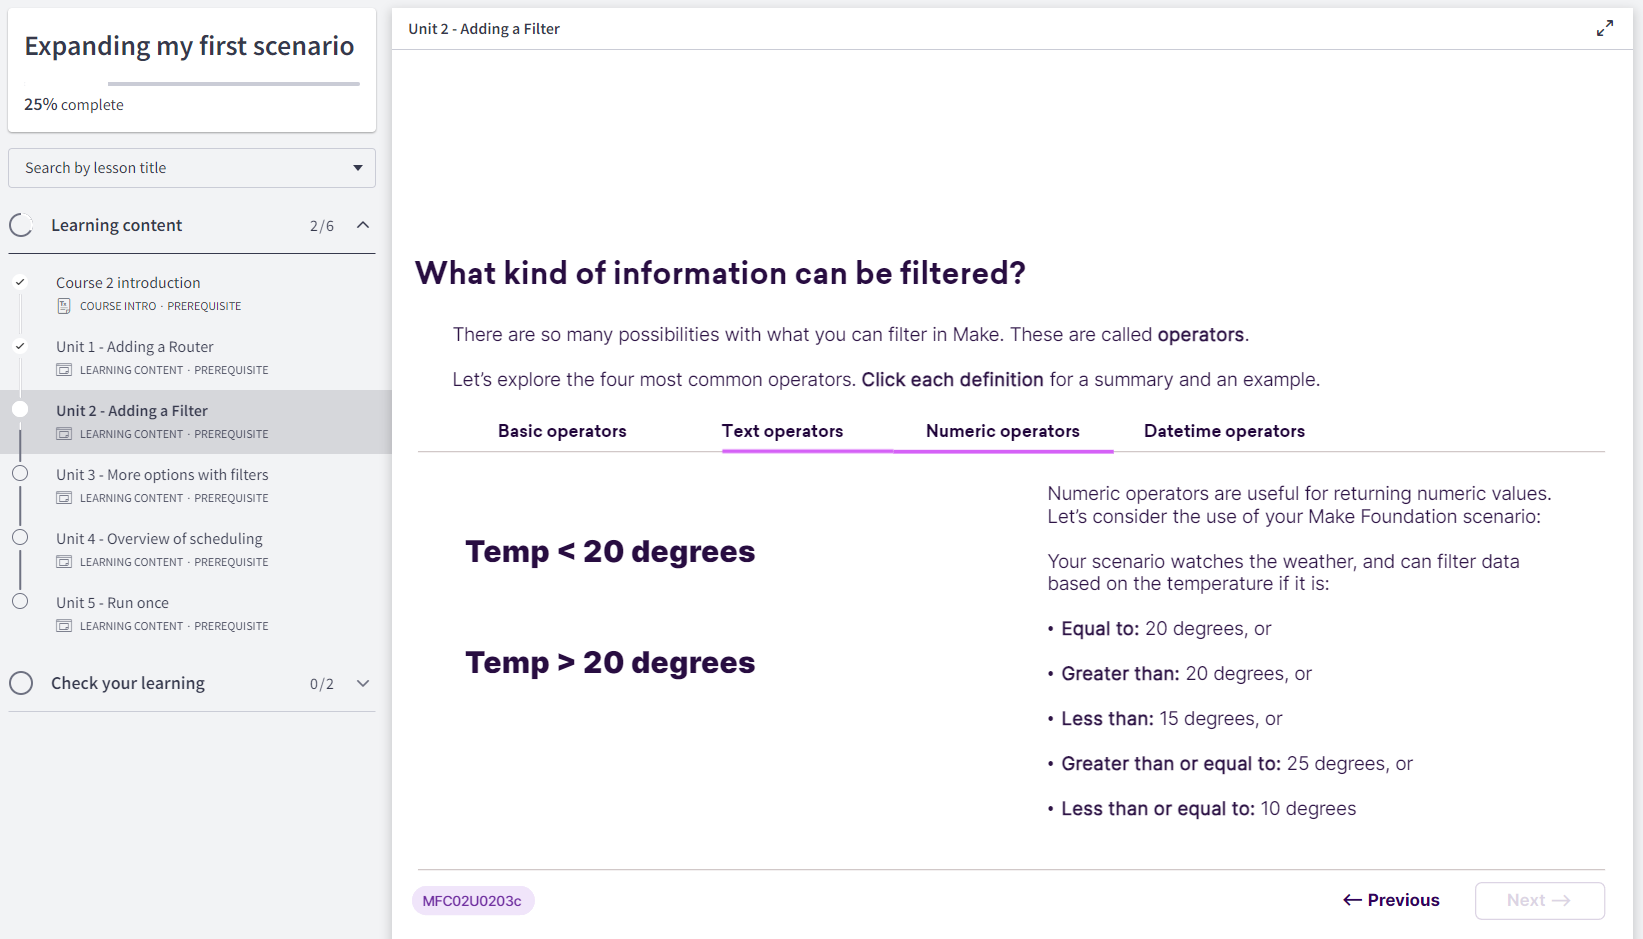 Expanding my first scenario
25% complete
Search by lesson title
Learning content 2/6
Course 2 introduction
COURSE INTRO · PREREQUISITE
Unit 1 - Adding a Router
LEARNING CONTENT · PREREQUISITE
Unit 2 - Adding a Filter
LEARNING CONTENT · PREREQUISITE
Unit 3 - More options with filters
LEARNING CONTENT · PREREQUISITE
Unit 4 - Overview of scheduling
LEARNING CONTENT · PREREQUISITE
Unit 5 - Run once
LEARNING CONTENT · PREREQUISITE
Check your learning 0/2
Unit 2 - Adding a Filter
What kind of information can be filtered?
There are so many possibilities with what you can filter in Make. These are called operators.
Let’s explore the four most common operators. Click each definition for a summary and an example.
Basic operators Text operators Numeric operators Datetime operators
Temp < 20 degrees
Temp > 20 degrees
Numeric operators are useful for returning numeric values.
Let’s consider the use of your Make Foundation scenario:
Your scenario watches the weather, and can filter data
based on the temperature if it is:
• Equal to: 20 degrees, or
• Greater than: 20 degrees, or
• Less than: 15 degrees, or
• Greater than or equal to: 25 degrees, or
• Less than or equal to: 10 degrees
MFC02U0203c
← Previous
Next →